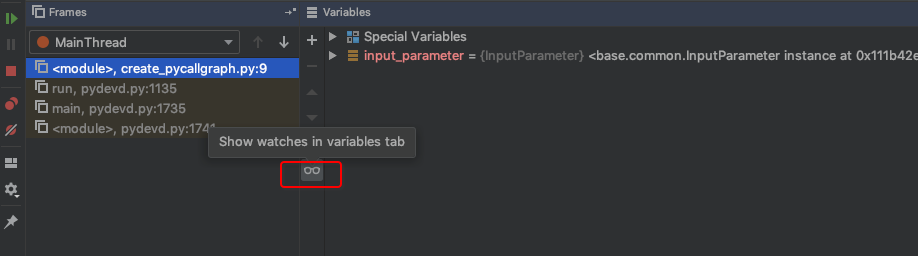 Frames
Variables
MainThread
<module>, create_pycallgraph.py:9
run, pydevd.py:1135
main, pydevd.py:1735
<module>, pydevd.py:1741
Special Variables
input_parameter = {InputParameter} <base.common.InputParameter instance at 0x111b42e
Show watches in variables tab